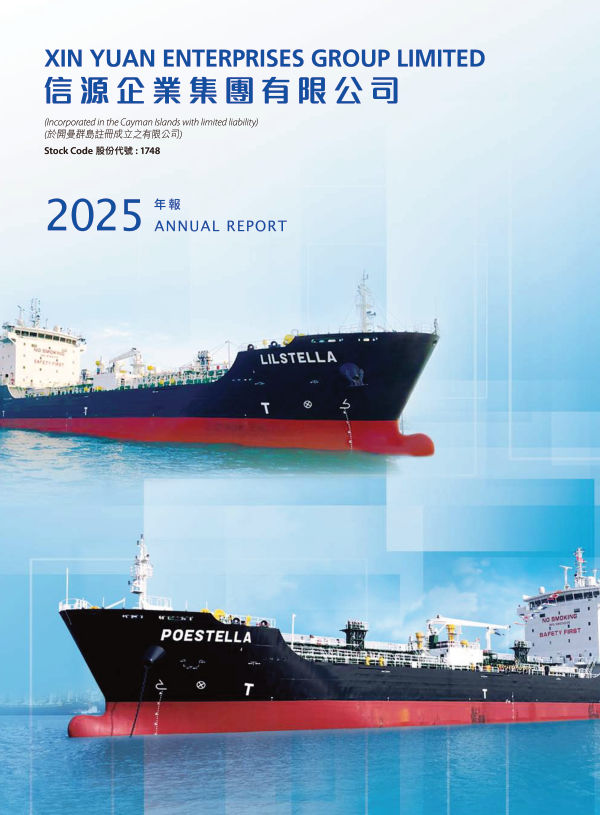 XIN YUAN ENTERPRISES GROUP LIMITED
信源企業集團有限公司
(Incorporated in the Cayman Islands with limited liability)
(於開曼群島註冊成立之有限公司)
Stock Code 股份代號 : 1748
2025 年報
ANNUAL REPORT
NO SMOKING
SAFETY FIRST
LILSTELLA
T
POESTELLA
NO SMOKING
SAFETY FIRST
T
T